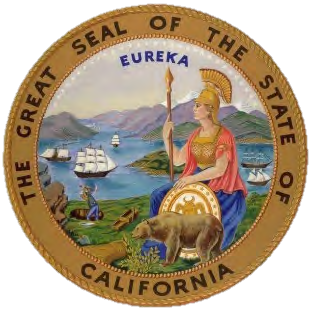 THE GREAT SEAL OF THE STATE OF CALIFORNIA
EUREKA